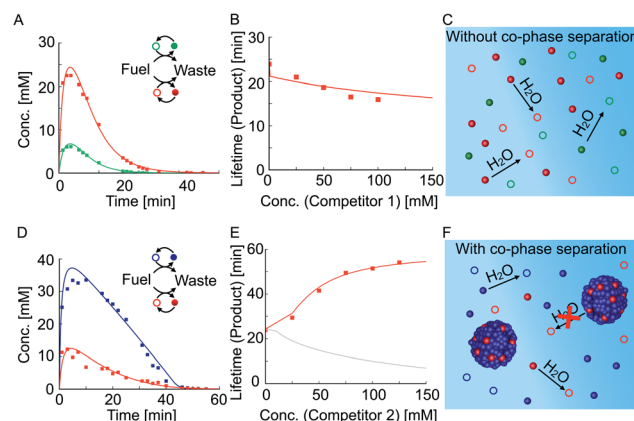 A
Conc. [mM]
30
20
10
0
0 20 40
Time [min]
Fuel Waste
B
Lifetime (Product) [min]
30
20
10
0
0 50 100 150
Conc. (Competitor 1) [mM]
C
Without co-phase separation
H2O
H2O
H2O
D
Conc. [mM]
40
30
20
10
0
0 20 40 60
Time [min]
Fuel Waste
E
Lifetime (Product) [min]
60
40
20
0
0 50 100 150
Conc. (Competitor 2) [mM]
F
With co-phase separation
H2O
H2O
H2O